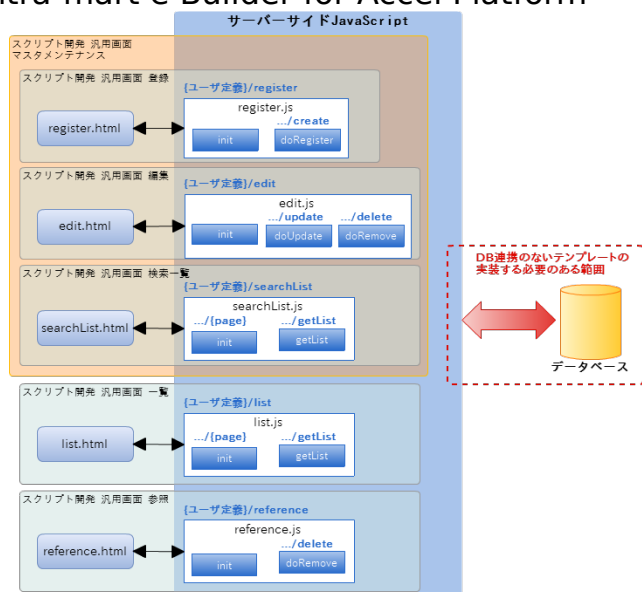 ntra-mart e Builder for Accel Platform
サーバーサイドJavaScript
スクリプト開発 汎用画面
マスタメンテナンス
スクリプト開発 汎用画面 登録
{ユーザ定義}/register
register.html
register.js
.../create
init
doRegister
スクリプト開発 汎用画面 編集
{ユーザ定義}/edit
edit.html
edit.js
.../update
.../delete
init
doUpdate
doRemove
スクリプト開発 汎用画面 検索一覧
{ユーザ定義}/searchList
searchList.html
searchList.js
.../{page}
.../getList
init
getList
DB連携のないテンプレートの
実装する必要のある範囲
データベース
スクリプト開発 汎用画面 一覧
{ユーザ定義}/list
list.html
list.js
.../{page}
.../getList
init
getList
スクリプト開発 汎用画面 参照
{ユーザ定義}/reference
reference.html
reference.js
.../delete
init
doRemove